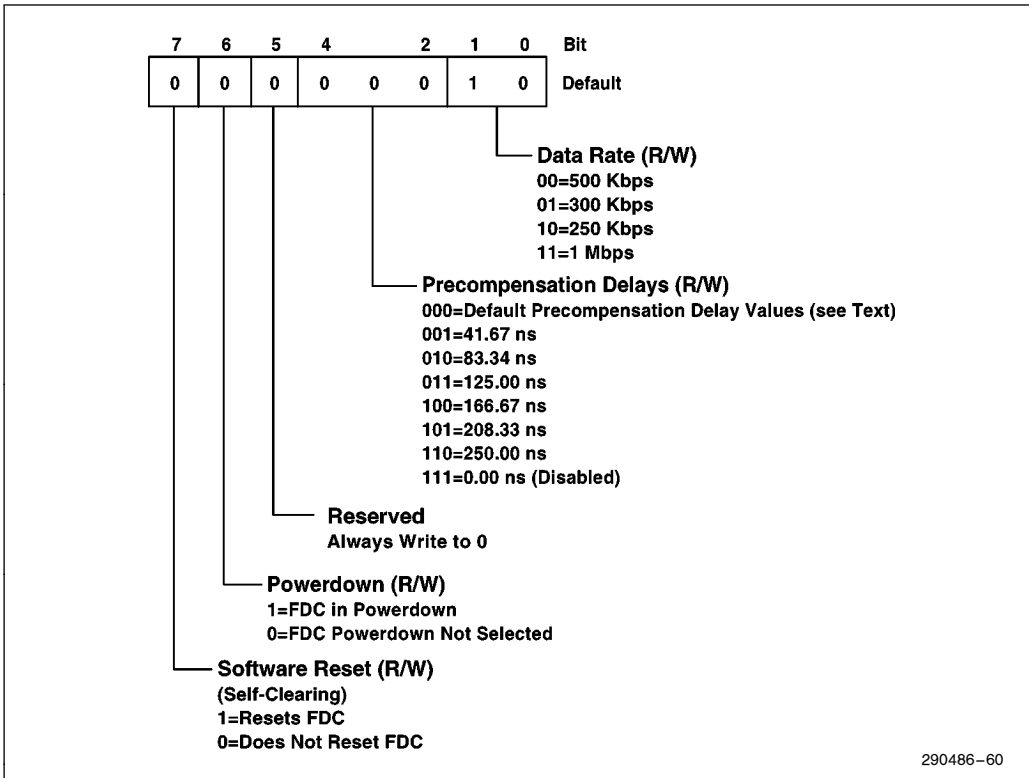 7 6 5 4 2 1 0 Bit
0 0 0 0 0 0 1 0 Default
Data Rate (R/W)
00=500 Kbps
01=300 Kbps
10=250 Kbps
11=1 Mbps
Precompensation Delays (R/W)
000=Default Precompensation Delay Values (see Text)
001=41.67 ns
010=83.34 ns
011=125.00 ns
100=166.67 ns
101=208.33 ns
110=250.00 ns
111=0.00 ns (Disabled)
Reserved
Always Write to 0
Powerdown (R/W)
1=FDC in Powerdown
0=FDC Powerdown Not Selected
Software Reset (R/W)
(Self-Clearing)
1=Resets FDC
0=Does Not Reset FDC
290486–60